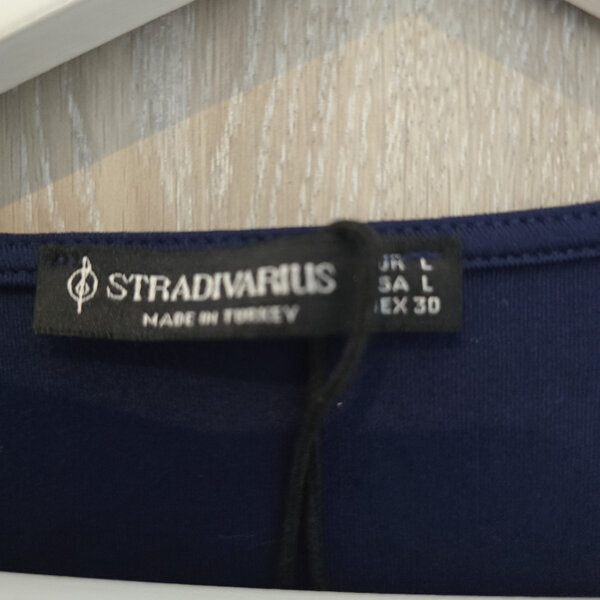 STRADIVARIUS
MADE IN TURKEY
UR L
SA L
EX 30